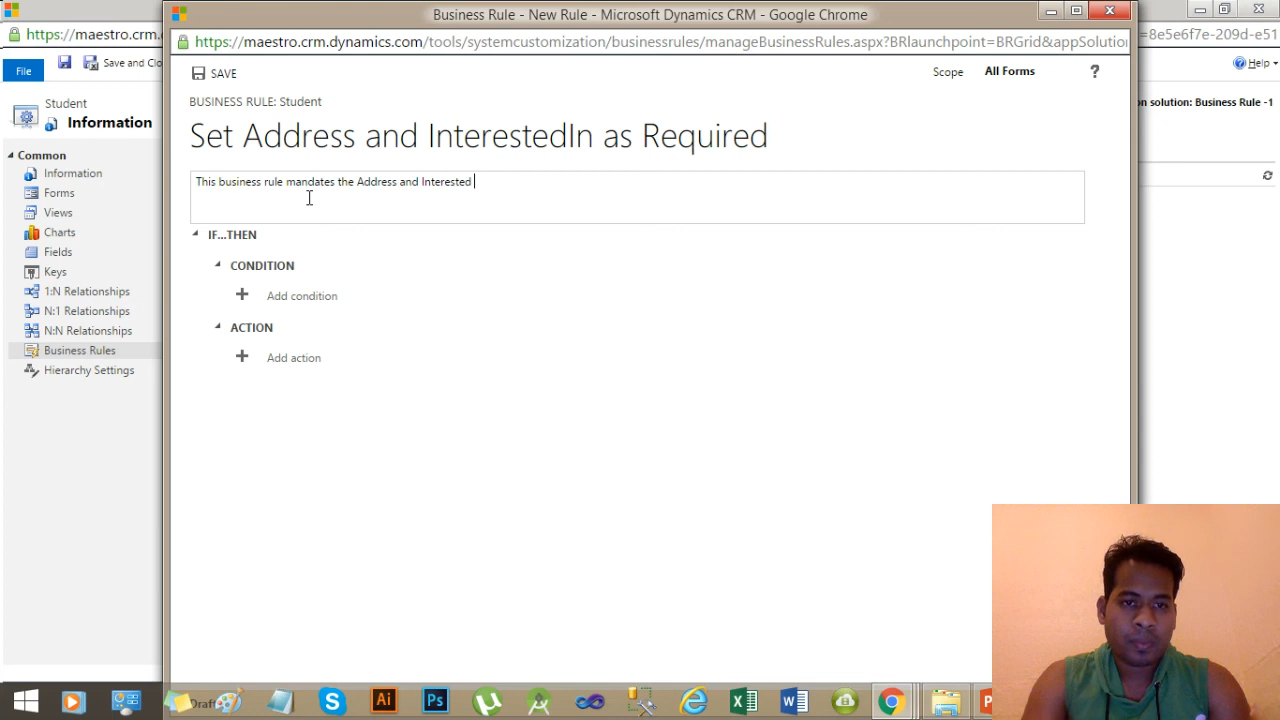 Business Rule - New Rule - Microsoft Dynamics CRM - Google Chrome
https://maestro.crm.
https://maestro.crm.dynamics.com/tools/systemcustomization/businessrules/manageBusinessRules.aspx?BRlaunchpoint=BRGrid&appSolution
=8e5e6f7e-209d-e51
File
Save and Clo
SAVE
Scope
All Forms
?
Help
Student
Information
BUSINESS RULE: Student
on solution: Business Rule -1
Set Address and InterestedIn as Required
Common
Information
Forms
Views
Charts
Fields
Keys
1:N Relationships
N:1 Relationships
N:N Relationships
Business Rules
Hierarchy Settings
This business rule mandates the Address and Interested
IF...THEN
CONDITION
Add condition
ACTION
Add action
Draft